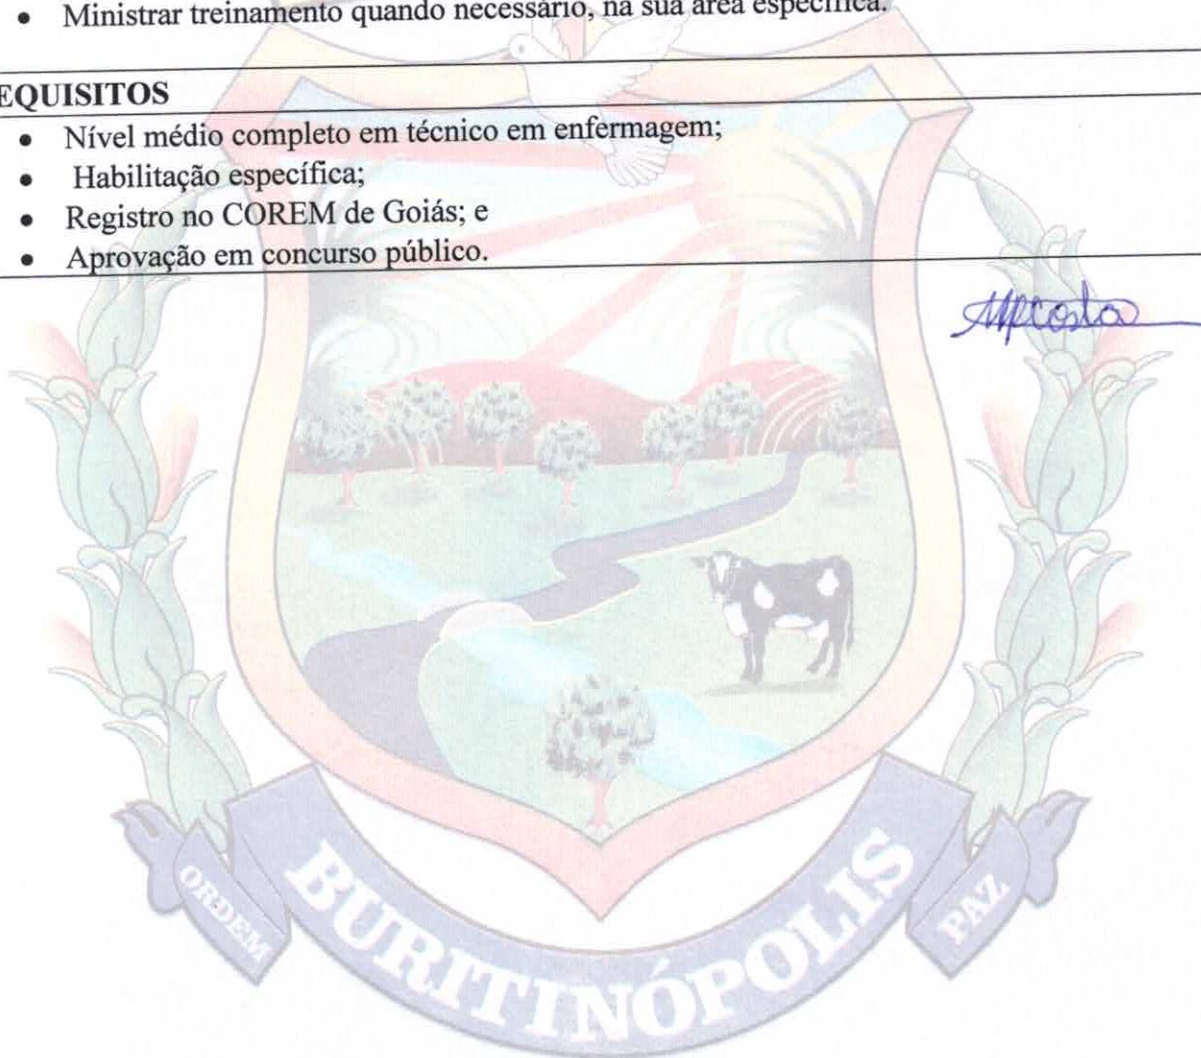 • Ministrar treinamento quando necessário, na sua área específica.
EQUISITOS
• Nível médio completo em técnico em enfermagem;
• Habilitação específica;
• Registro no COREM de Goiás; e
• Aprovação em concurso público.
ORDEM
BURITINÓPOLIS
PAZ